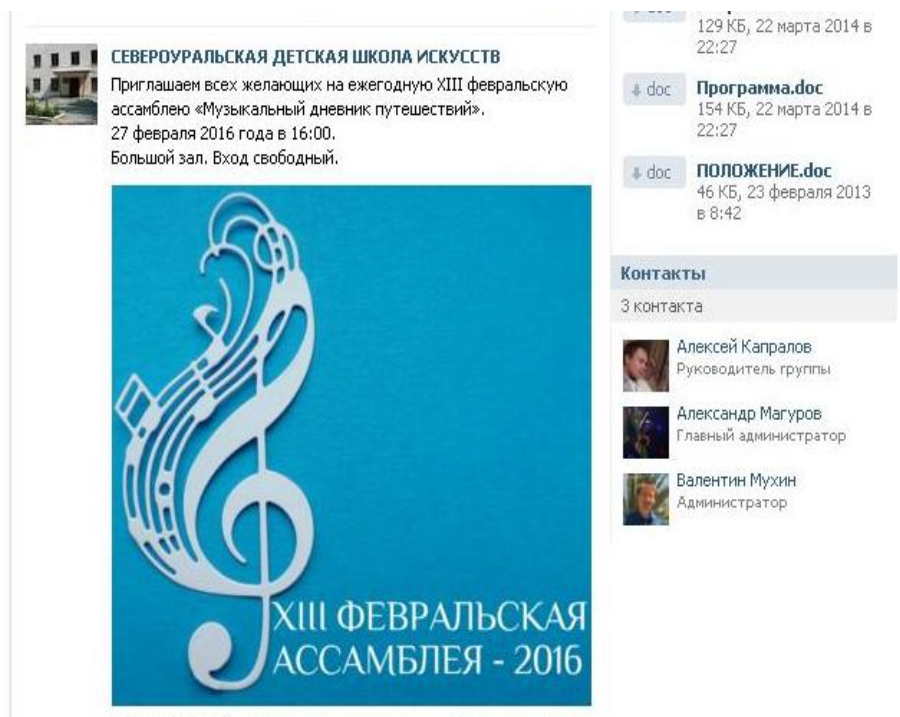 СЕВЕРОУРАЛЬСКАЯ ДЕТСКАЯ ШКОЛА ИСКУССТВ
Приглашаем всех желающих на ежегодную XIII февральскую
ассамблею «Музыкальный дневник путешествий».
27 февраля 2016 года в 16:00.
Большой зал. Вход свободный.
XIII ФЕВРАЛЬСКАЯ
АССАМБЛЕЯ - 2016
129 КБ, 22 марта 2014 в
22:27
doc
Программа.doc
154 КБ, 22 марта 2014 в
22:27
doc
ПОЛОЖЕНИЕ.doc
46 КБ, 23 февраля 2013
в 8:42
Контакты
3 контакта
Алексей Капралов
Руководитель группы
Александр Магуров
Главный администратор
Валентин Мухин
Администратор